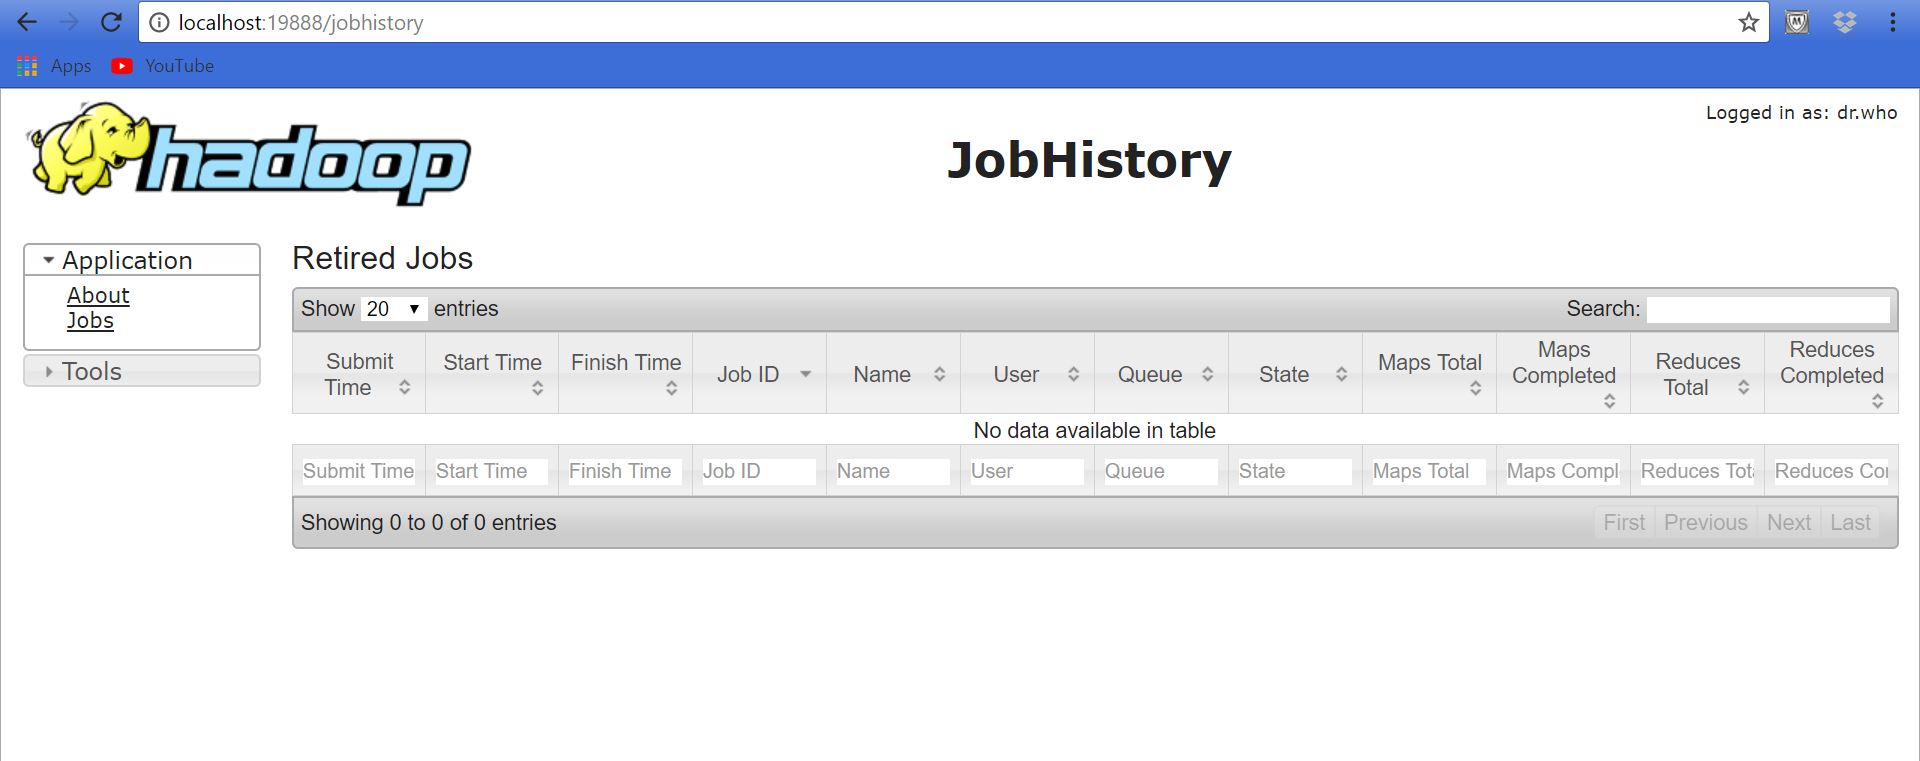 localhost:19888/jobhistory
Apps YouTube
Logged in as: dr.who
hadoop
JobHistory
Application
About
Jobs
Tools
Retired Jobs
Show 20 entries Search:
Submit Time Start Time Finish Time Job ID Name User Queue State Maps Total Maps Completed Reduces Total Reduces Completed
No data available in table
Submit Time Start Time Finish Time Job ID Name User Queue State Maps Total Maps Compl Reduces Tota Reduces Cor
Showing 0 to 0 of 0 entries First Previous Next Last